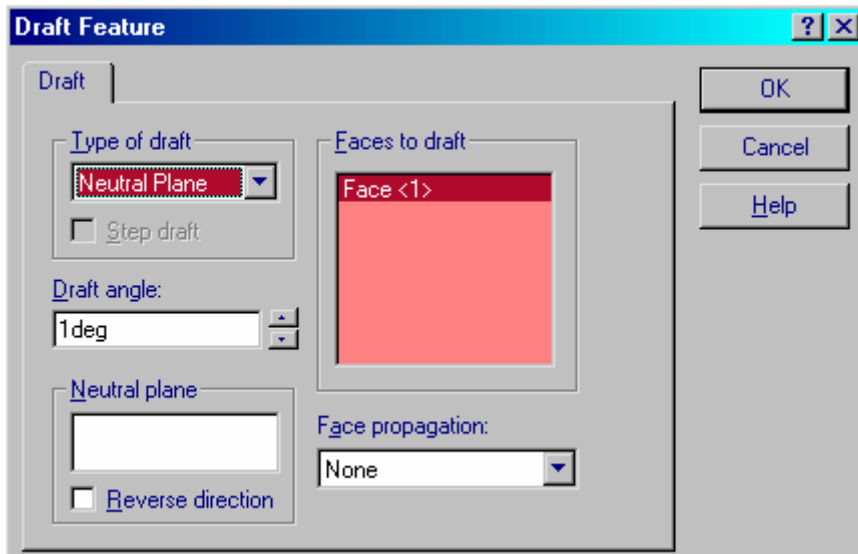 Draft Feature
Draft
Type of draft
Neutral Plane
Step draft
Draft angle:
1deg
Neutral plane
Reverse direction
Faces to draft
Face <1>
Face propagation:
None
OK
Cancel
Help